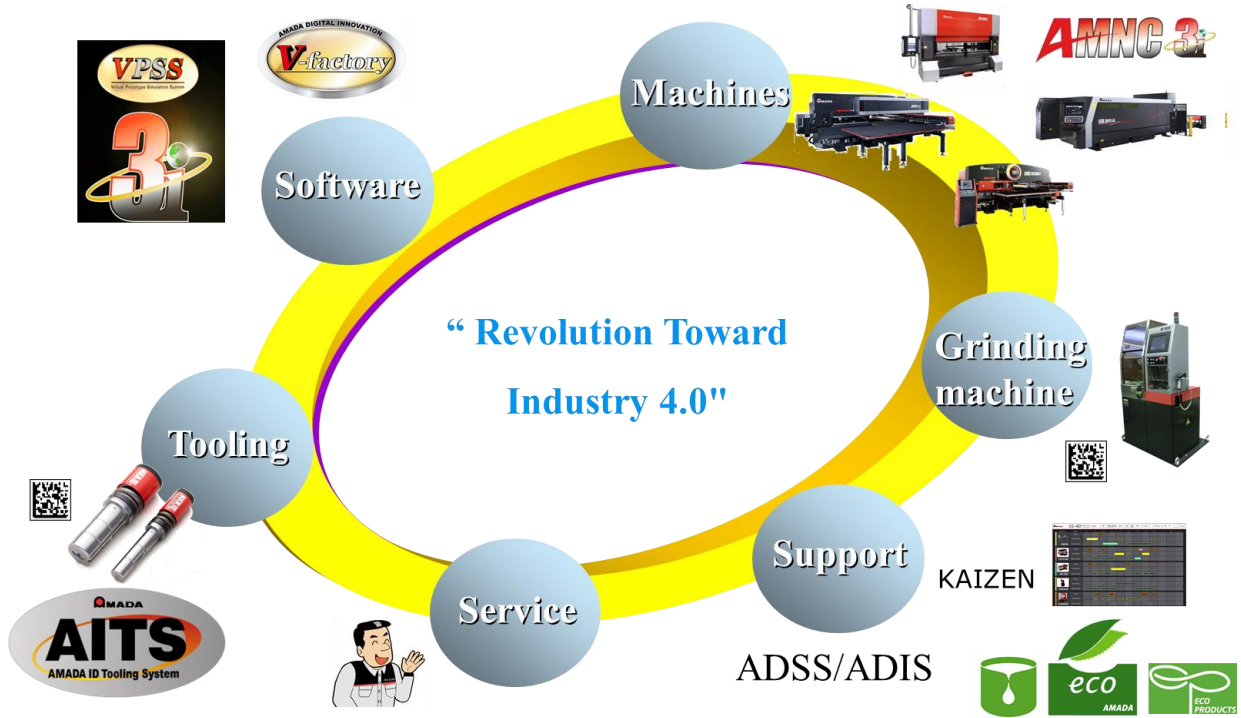 AMADA DIGITAL INNOVATION
V-factory
VPSS
Virtual Prototype Simulation System
3i
Machines
AMNC 3i
AMADA
Software
“ Revolution Toward
Industry 4.0"
Grinding
machine
Tooling
Support
KAIZEN
Service
AMADA
AITS
AMADA ID Tooling System
ADSS/ADIS
eco
AMADA
ECO
PRODUCTS